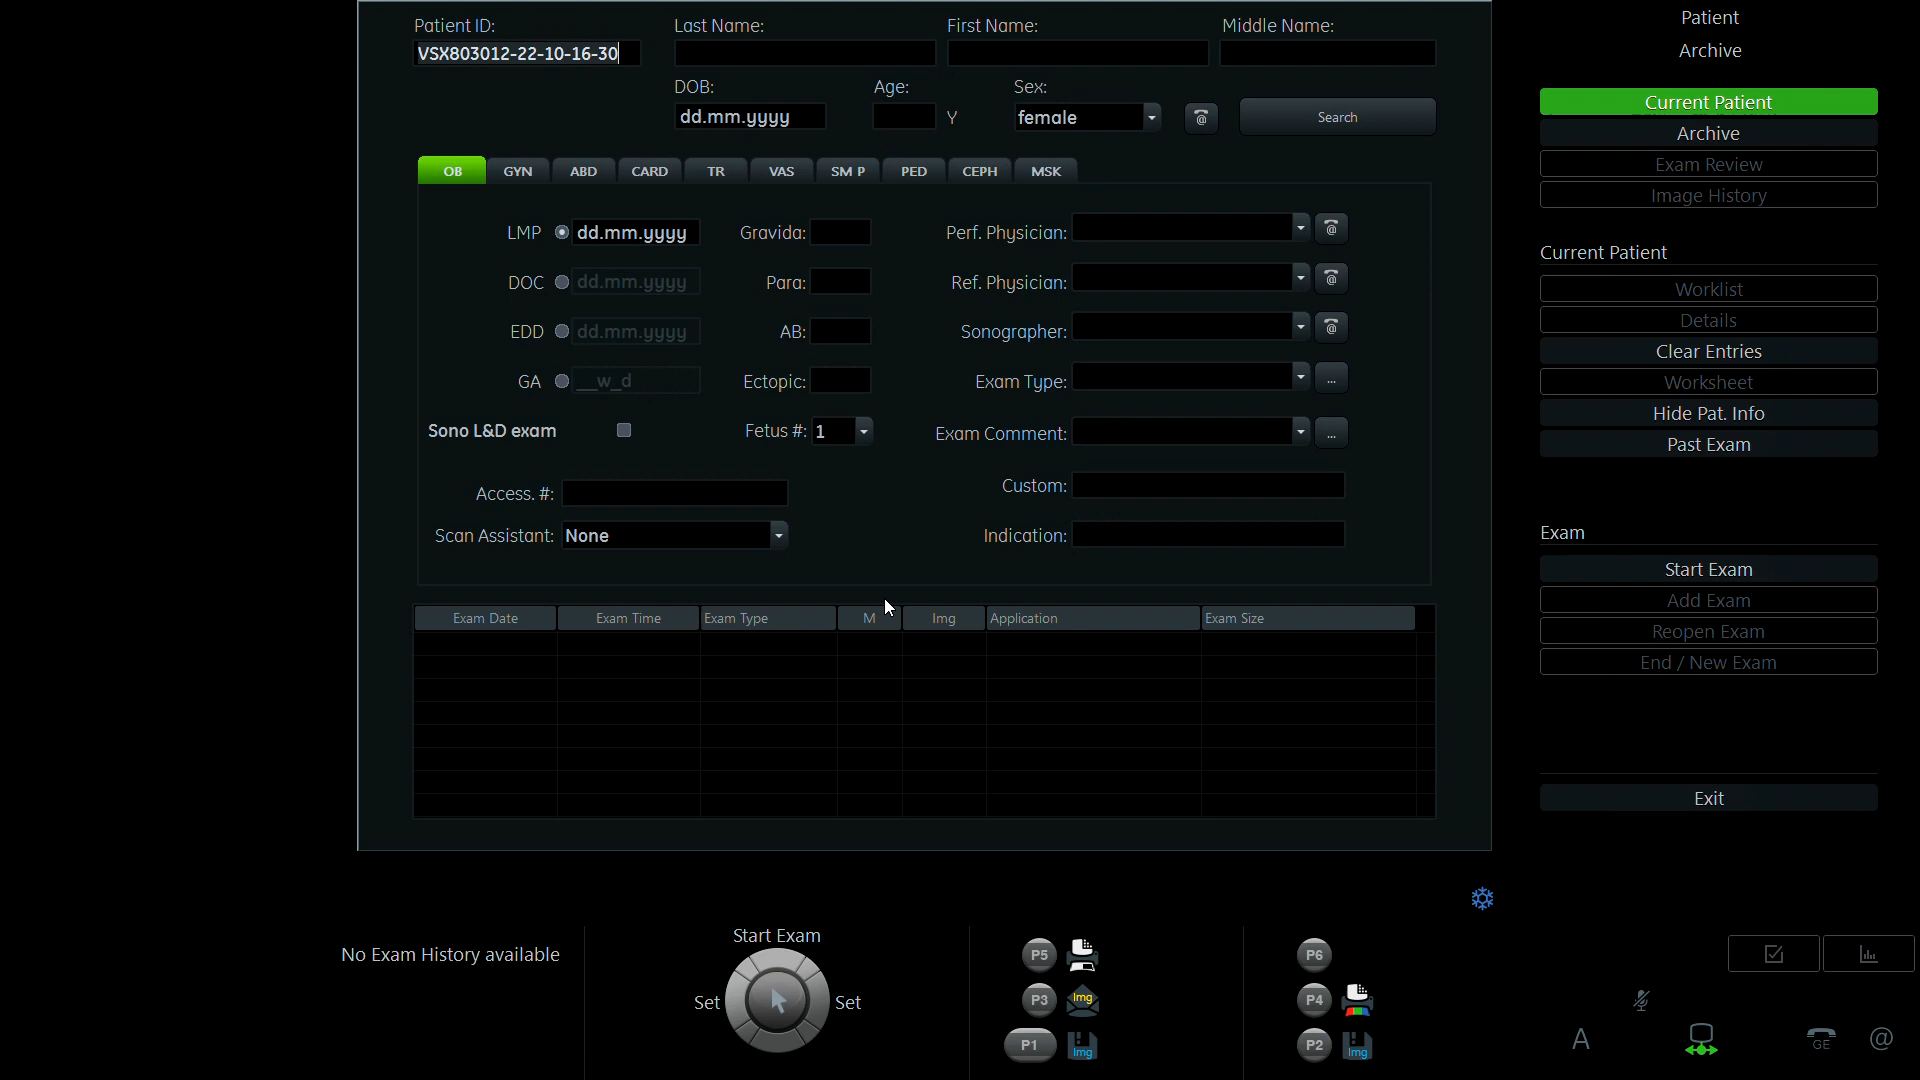 Patient ID: Last Name: First Name: Middle Name:
VSX803012-22-10-16-30
DOB: Age: Sex:
dd.mm.yyyy Y female @ Search
OB GYN ABD CARD TR VAS SM P PED CEPH MSK
LMP dd.mm.yyyy Gravida: Perf. Physician: @
DOC dd.mm.yyyy Para: Ref. Physician: @
EDD dd.mm.yyyy AB: Sonographer: @
GA __w_d Ectopic: Exam Type: ...
Sono L&D exam Fetus #: 1 Exam Comment: ...
Access. #: Custom:
Scan Assistant: None Indication:
Exam Date Exam Time Exam Type M Img Application Exam Size
Patient
Archive
Current Patient
Archive
Exam Review
Image History
Current Patient
Worklist
Details
Clear Entries
Worksheet
Hide Pat. Info
Past Exam
Exam
Start Exam
Add Exam
Reopen Exam
End / New Exam
Exit
No Exam History available
Start Exam
Set Set
P5
P3 Img
P1 Img
P6
P4
P2 Img
A GE @